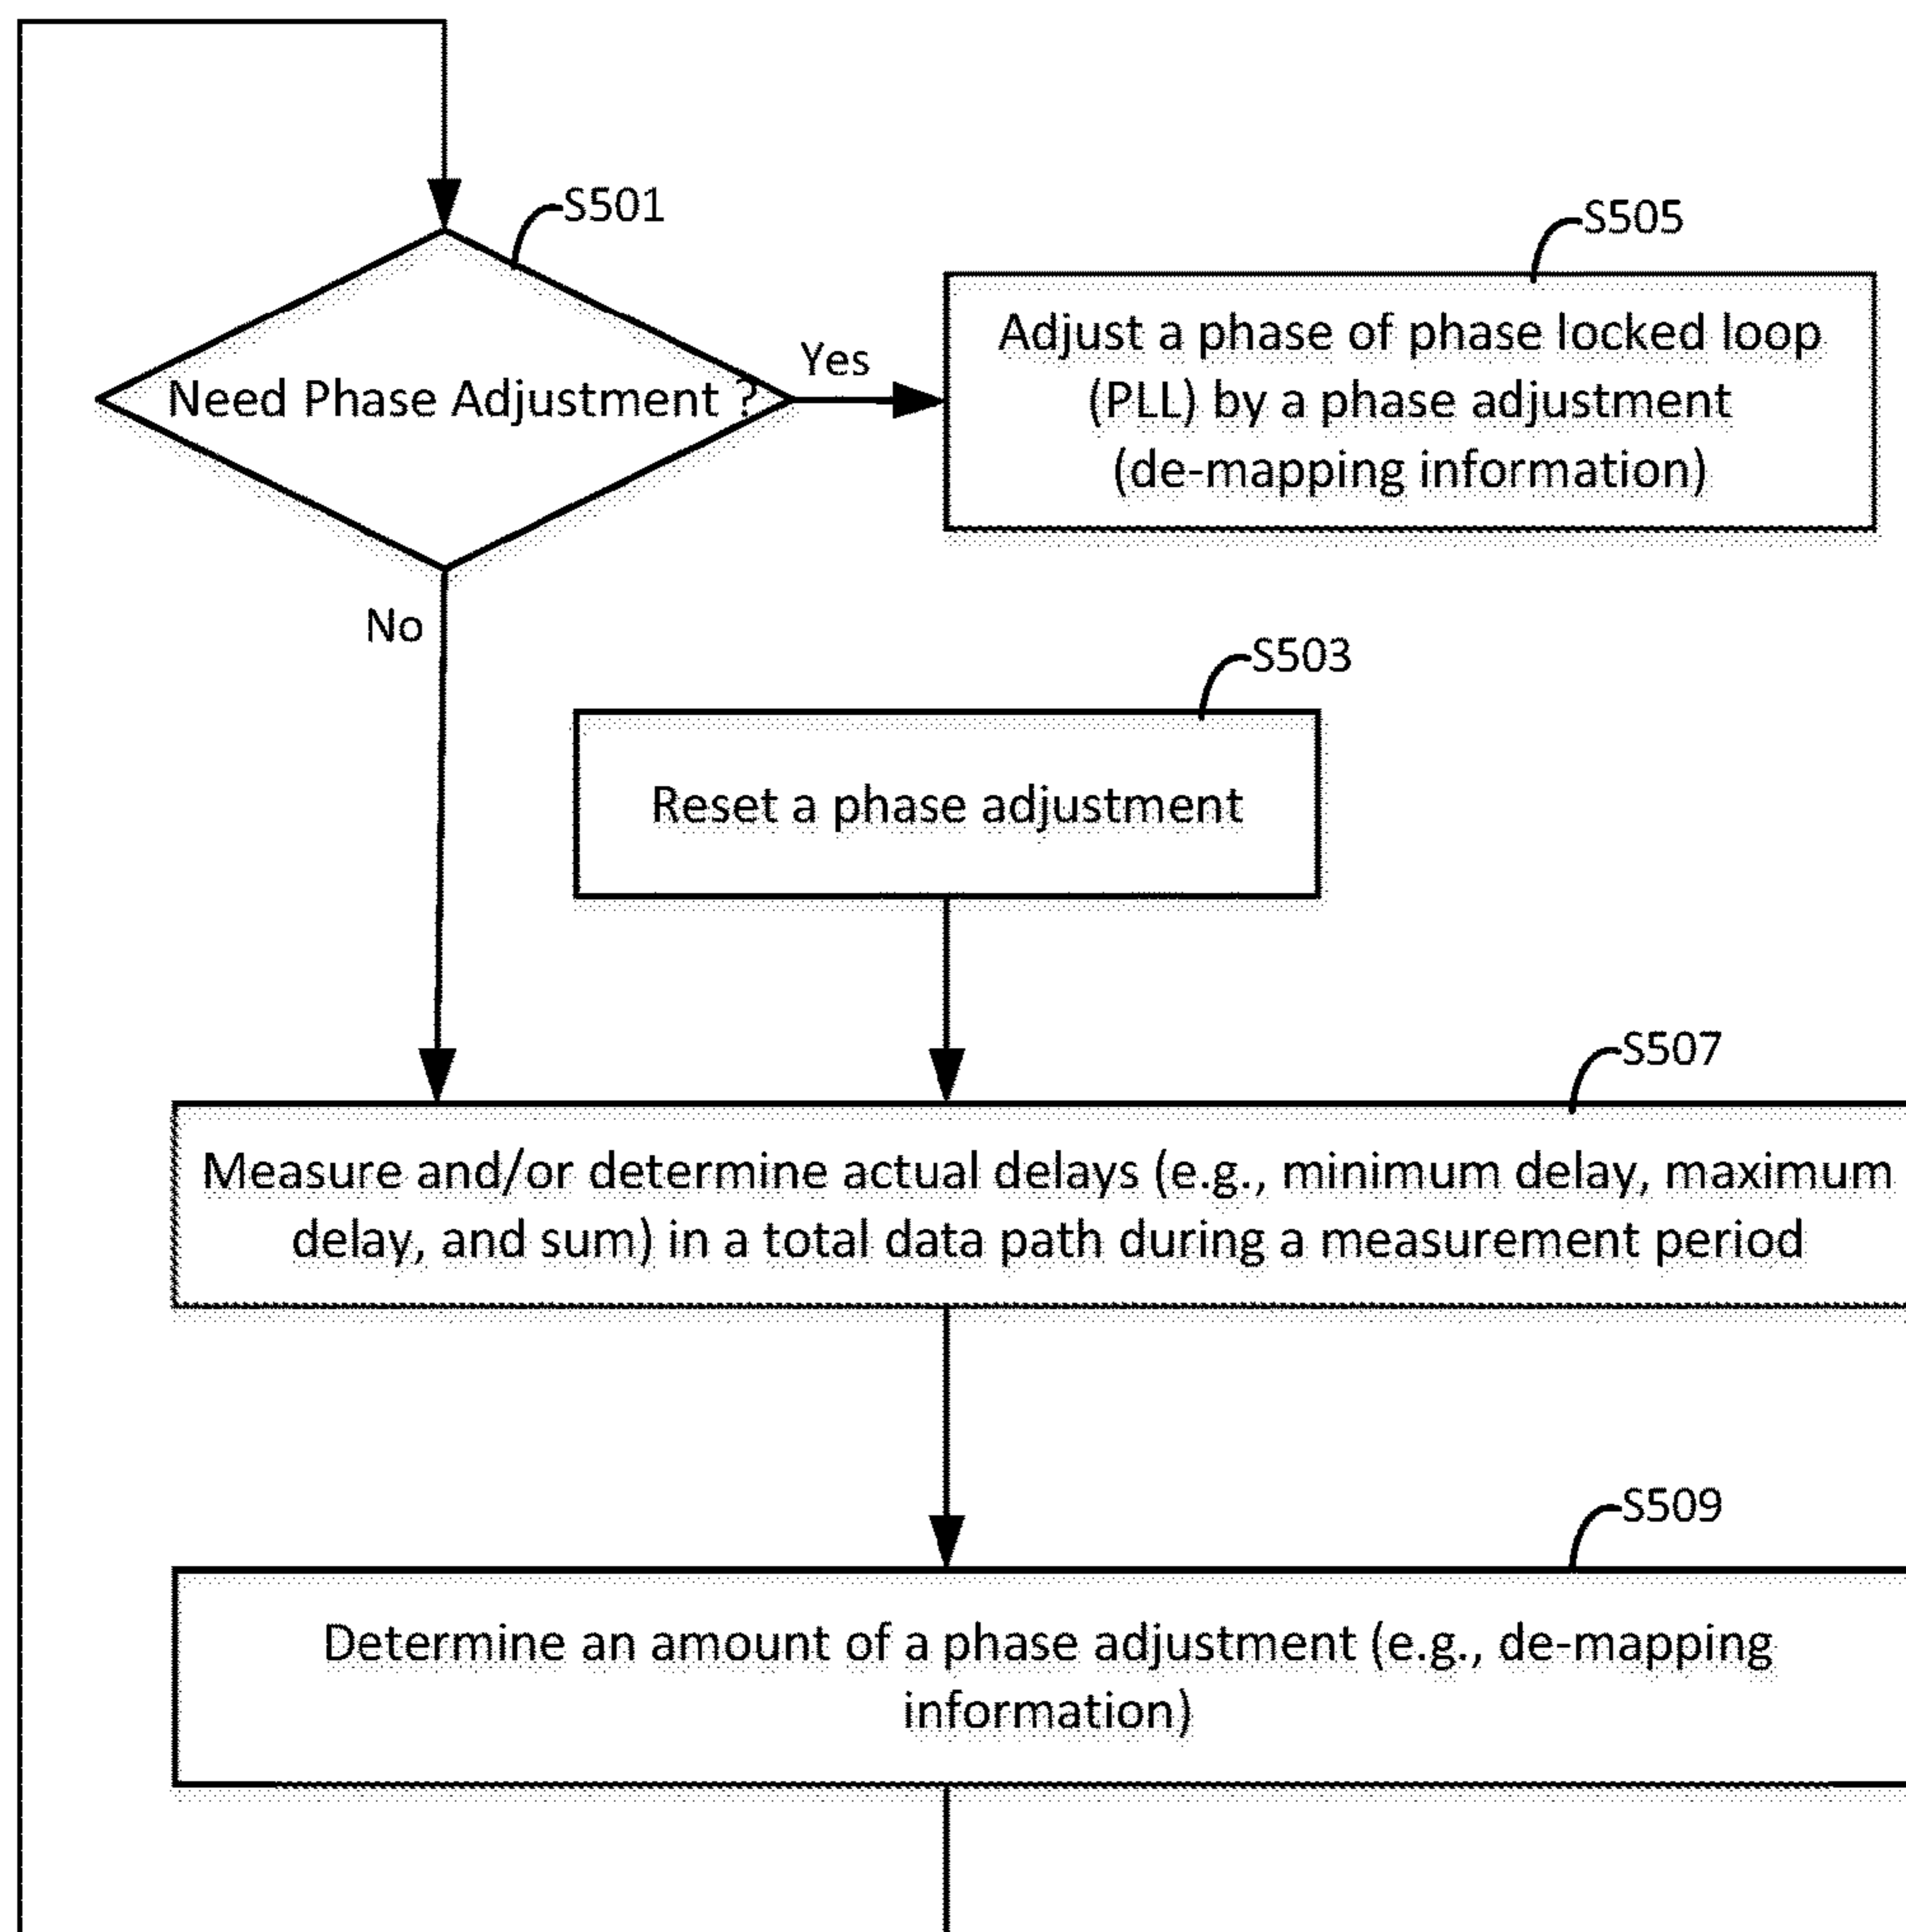 S501
S505
Need Phase Adjustment ?
Yes
Adjust a phase of phase locked loop
(PLL) by a phase adjustment
(de-mapping information)
No
S503
Reset a phase adjustment
S507
Measure and/or determine actual delays (e.g., minimum delay, maximum
delay, and sum) in a total data path during a measurement period
S509
Determine an amount of a phase adjustment (e.g., de-mapping
information)